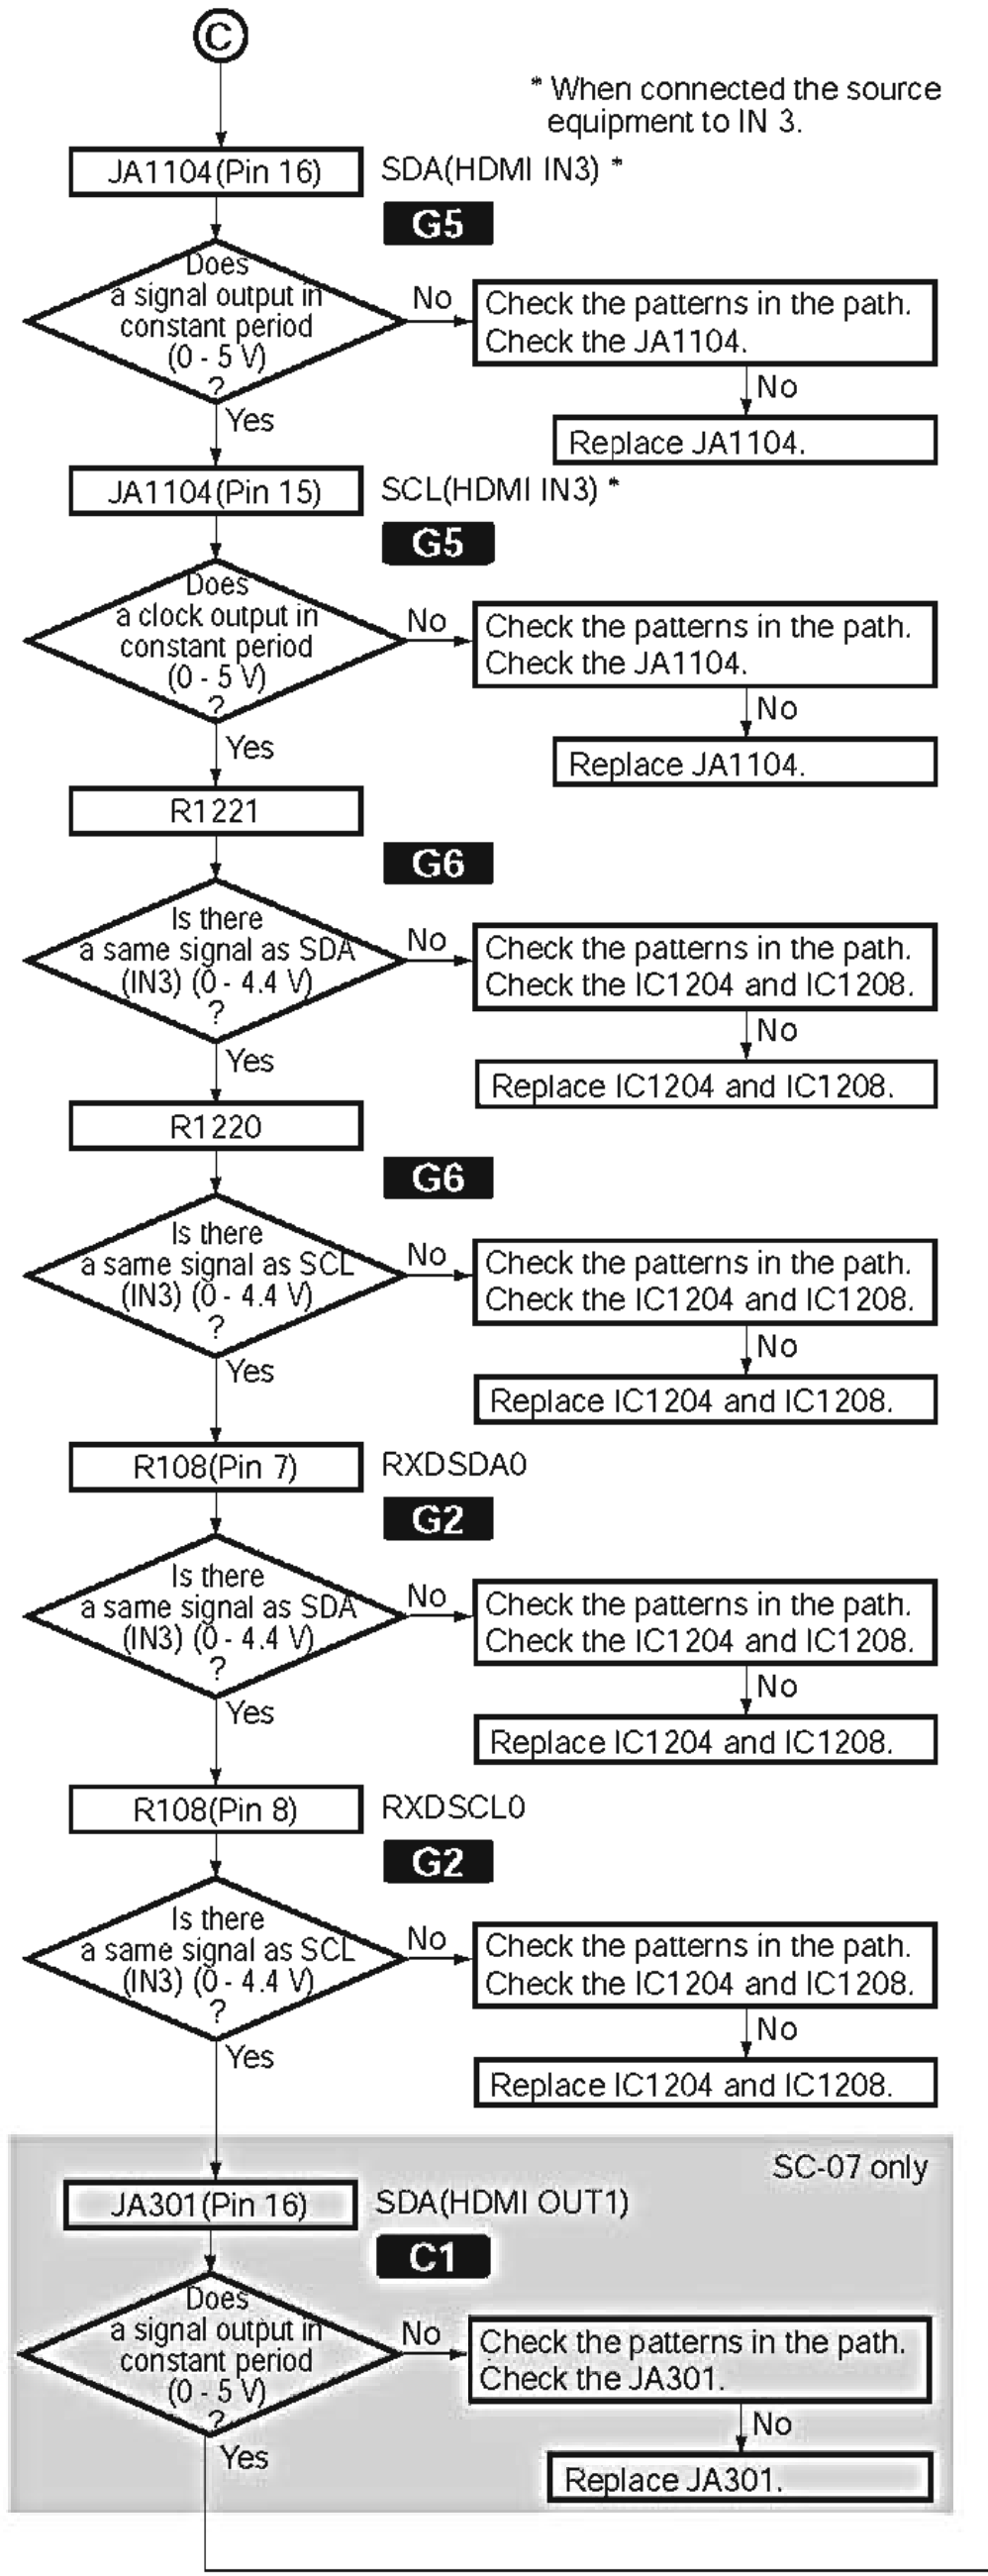 C
* When connected the source
equipment to IN 3.
JA1104(Pin 16)
SDA(HDMI IN3) *
G5
Does
a signal output in
constant period
(0 - 5 V)
?
No
Check the patterns in the path.
Check the JA1104.
No
Replace JA1104.
Yes
JA1104(Pin 15)
SCL(HDMI IN3) *
G5
Does
a clock output in
constant period
(0 - 5 V)
?
No
Check the patterns in the path.
Check the JA1104.
No
Replace JA1104.
Yes
R1221
G6
Is there
a same signal as SDA
(IN3) (0 - 4.4 V)
?
No
Check the patterns in the path.
Check the IC1204 and IC1208.
No
Replace IC1204 and IC1208.
Yes
R1220
G6
Is there
a same signal as SCL
(IN3) (0 - 4.4 V)
?
No
Check the patterns in the path.
Check the IC1204 and IC1208.
No
Replace IC1204 and IC1208.
Yes
R108(Pin 7)
RXDSDA0
G2
Is there
a same signal as SDA
(IN3) (0 - 4.4 V)
?
No
Check the patterns in the path.
Check the IC1204 and IC1208.
No
Replace IC1204 and IC1208.
Yes
R108(Pin 8)
RXDSCL0
G2
Is there
a same signal as SCL
(IN3) (0 - 4.4 V)
?
No
Check the patterns in the path.
Check the IC1204 and IC1208.
No
Replace IC1204 and IC1208.
Yes
SC-07 only
JA301(Pin 16)
SDA(HDMI OUT1)
C1
Does
a signal output in
constant period
(0 - 5 V)
?
No
Check the patterns in the path.
Check the JA301.
No
Replace JA301.
Yes